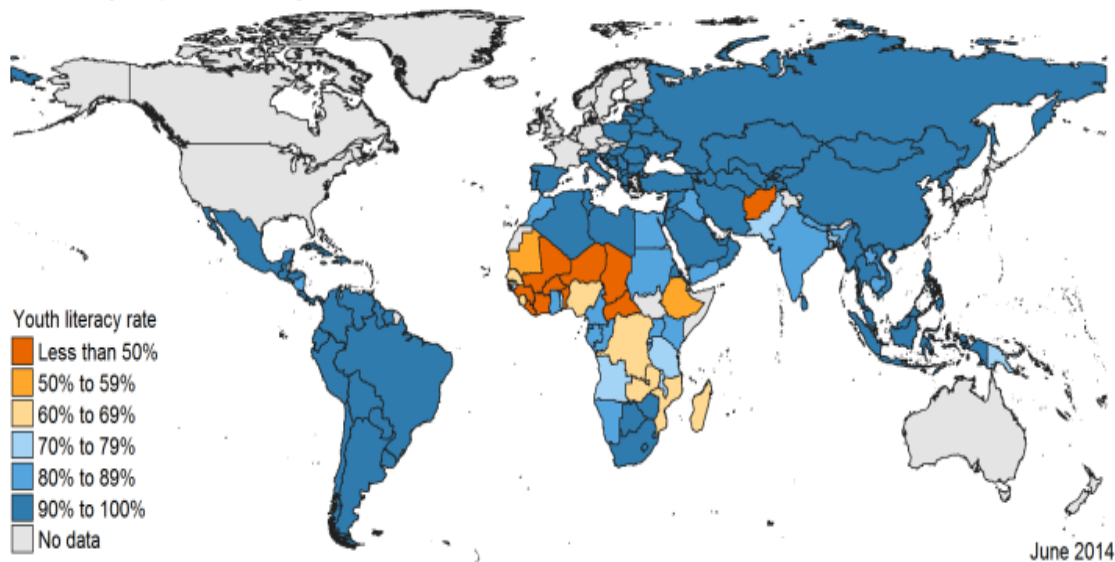 Youth literacy rate
Less than 50%
50% to 59%
60% to 69%
70% to 79%
80% to 89%
90% to 100%
No data
June 2014